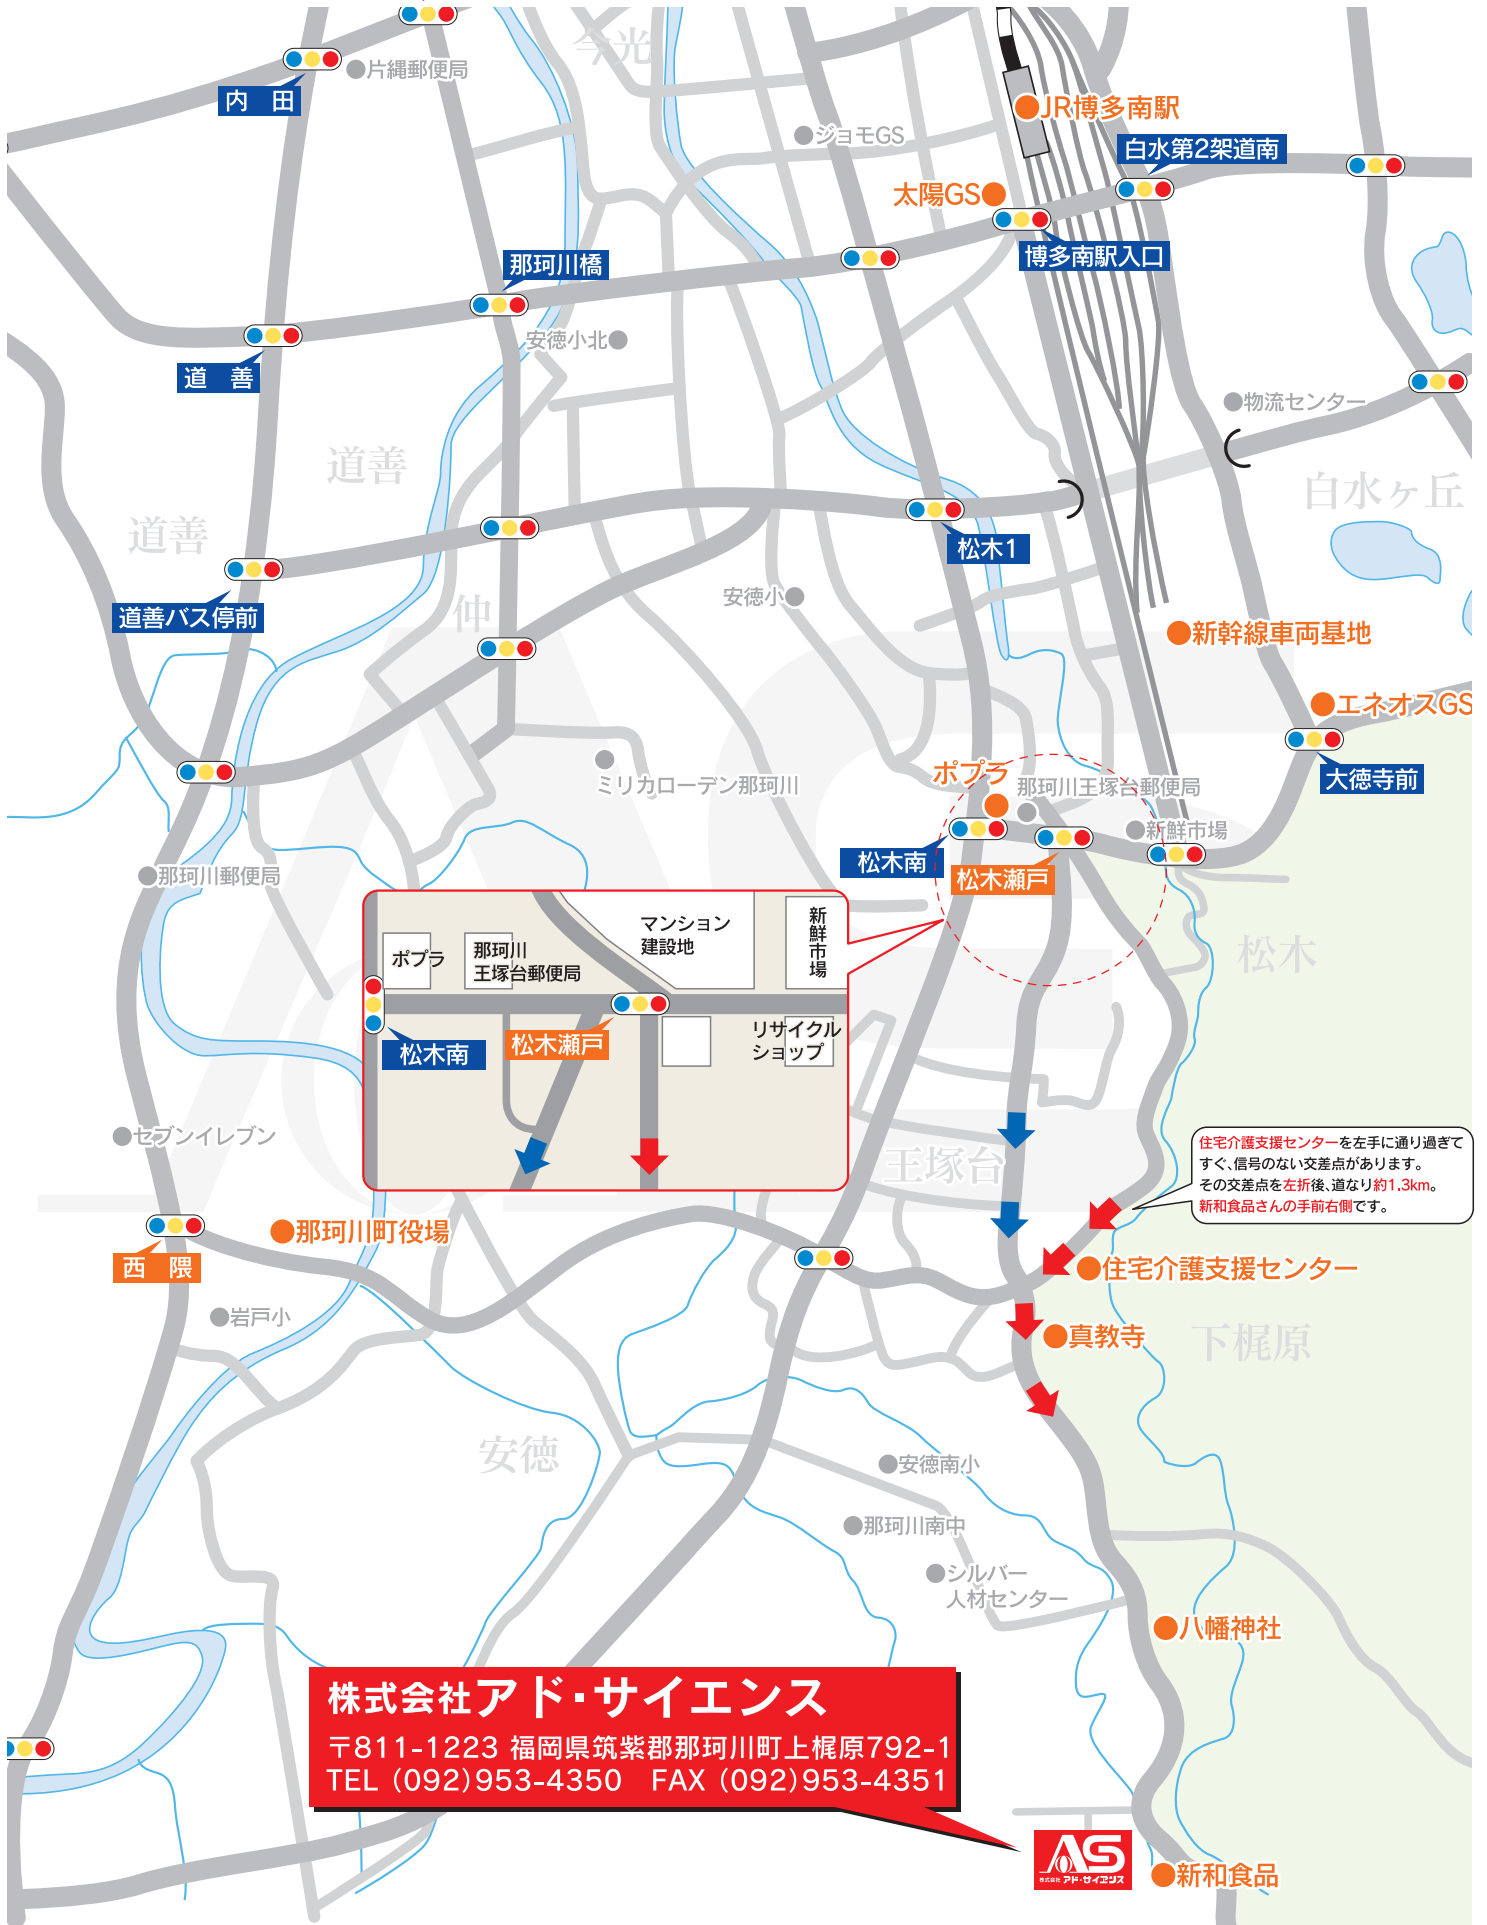 今光
片縄郵便局
内　田
JR博多南駅
ジョモGS
白水第2架道南
太陽GS
博多南駅入口
那珂川橋
安徳小北
道　善
物流センター
道善
白水ヶ丘
道善
松木1
安徳小
仲
道善バス停前
新幹線車両基地
エネオスGS
ミリカローデン那珂川
ポプラ
那珂川王塚台郵便局
大徳寺前
新鮮市場
松木南
松木瀬戸
那珂川郵便局
マンション
建設地
新鮮市場
ポプラ
那珂川
王塚台郵便局
松木
松木南
松木瀬戸
リサイクル
ショップ
セブンイレブン
王塚台
住宅介護支援センターを左手に通り過ぎて
すぐ、信号のない交差点があります。
その交差点を左折後、道なり約1.3km。
新和食品さんの手前右側です。
那珂川町役場
西　隈
住宅介護支援センター
岩戸小
真教寺
下梶原
安徳
安徳南小
那珂川南中
シルバー
人材センター
八幡神社
株式会社アド・サイエンス
〒811-1223 福岡県筑紫郡那珂川町上梶原792-1
TEL（092）953-4350　FAX（092）953-4351
AS
株式会社 アド・サイエンス
新和食品